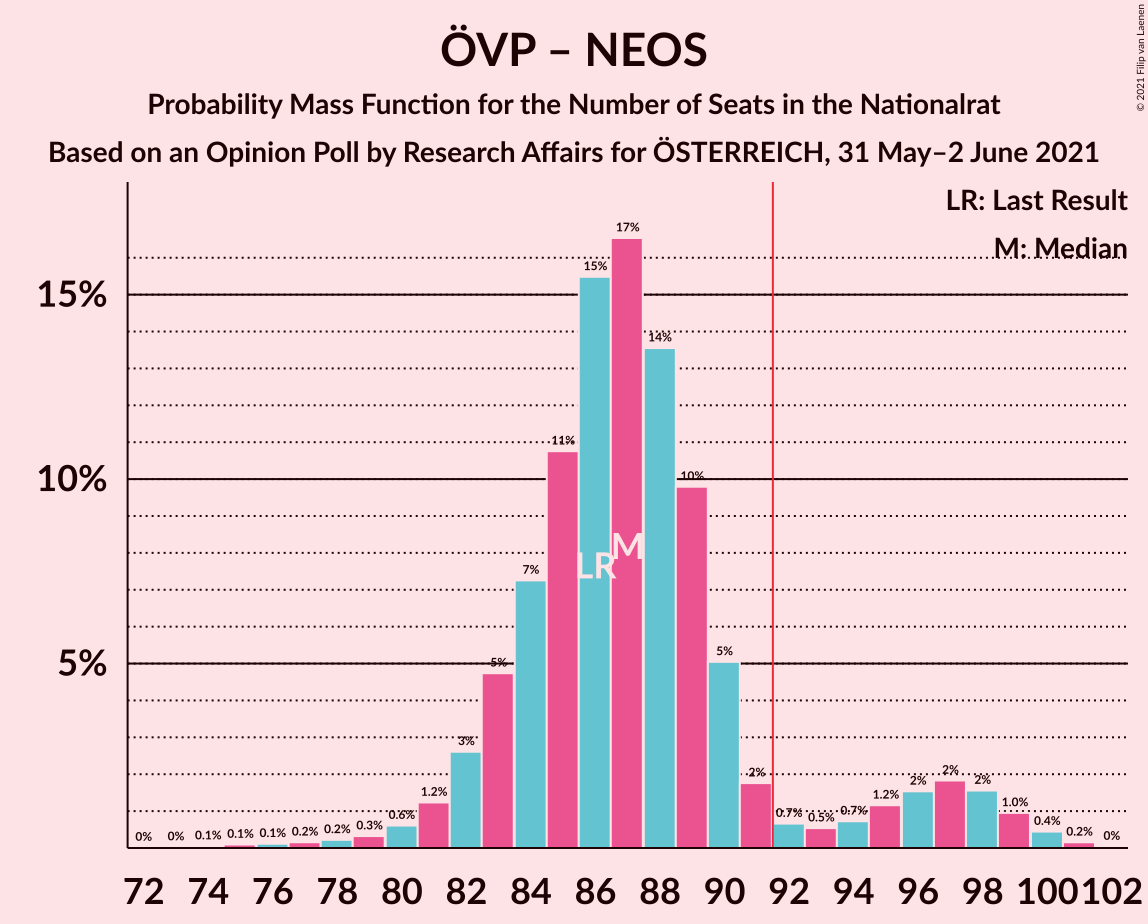 ÖVP – NEOS
Probability Mass Function for the Number of Seats in the Nationalrat
Based on an Opinion Poll by Research Affairs for ÖSTERREICH, 31 May–2 June 2021
© 2021 Filip van Laenen
LR: Last Result
M: Median
15%
10%
5%
0% 0% 0.1% 0.1% 0.1% 0.2% 0.2% 0.3% 0.6% 1.2% 3% 5% 7% 11% 15% 17% 14% 10% 5% 2% 0.7% 0.5% 0.7% 1.2% 2% 2% 2% 1.0% 0.4% 0.2% 0%
LR M
72 74 76 78 80 82 84 86 88 90 92 94 96 98 100 102